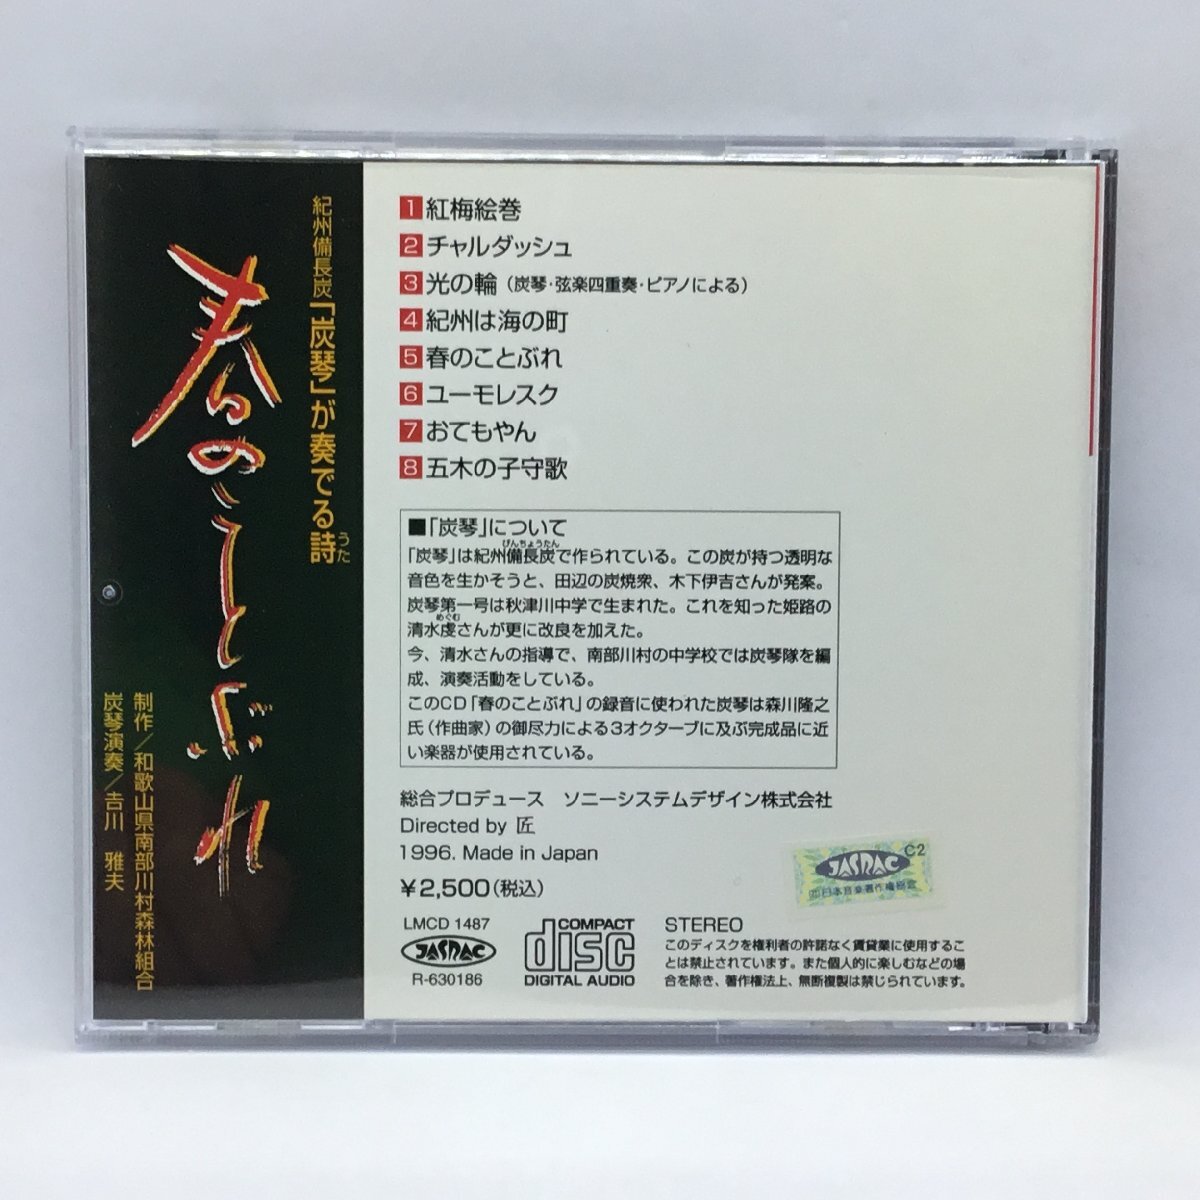 紀州備長炭「炭琴」が奏でる詩
うた
春のことぶれ
制作／和歌山県南部川村森林組合
炭琴演奏／吉川　雅夫
1 紅梅絵巻
2 チャルダッシュ
3 光の輪（炭琴・弦楽四重奏・ピアノによる）
4 紀州は海の町
5 春のことぶれ
6 ユーモレスク
7 おてもやん
8 五木の子守歌
■「炭琴」について
びんちょうたん
「炭琴」は紀州備長炭で作られている。この炭が持つ透明な
音色を生かそうと、田辺の炭焼衆、木下伊吉さんが発案。
炭琴第一号は秋津川中学で生まれた。これを知った姫路の
めぐむ
清水虔さんが更に改良を加えた。
今、清水さんの指導で、南部川村の中学校では炭琴隊を編
成、演奏活動をしている。
このCD「春のことぶれ」の録音に使われた炭琴は森川隆之
氏（作曲家）の御尽力による3オクターブに及ぶ完成品に近
い楽器が使用されている。
総合プロデュース　ソニーシステムデザイン株式会社
Directed by 匠
1996. Made in Japan
¥2,500（税込）
JASRAC C2
㈳日本音楽著作権協会
LMCD 1487
JASRAC
R-630186
COMPACT
disc
DIGITAL AUDIO
STEREO
このディスクを権利者の許諾なく賃貸業に使用するこ
とは禁止されています。また個人的に楽しむなどの場
合を除き、著作権法上、無断複製は禁じられています。